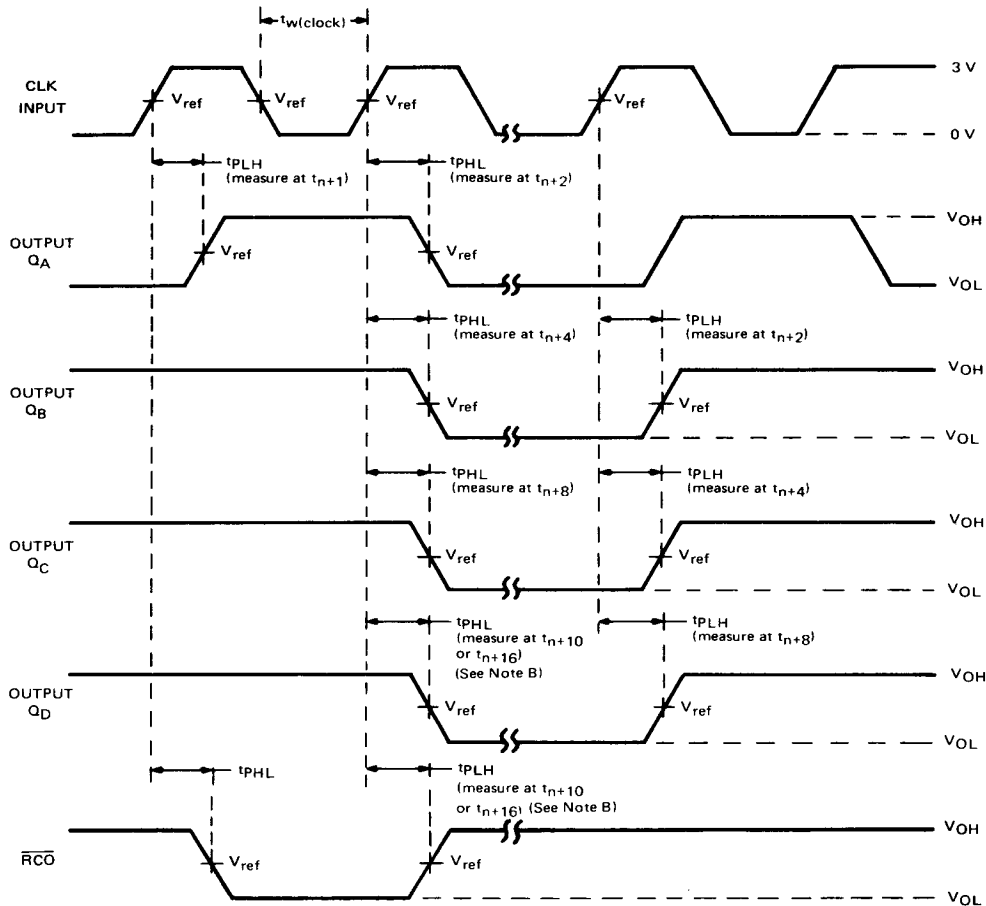 tw(clock)
CLK
INPUT
Vref
Vref
Vref
Vref
3 V
0 V
tPLH
(measure at tn+1)
tPHL
(measure at tn+2)
OUTPUT
QA
Vref
Vref
VOH
VOL
tPHL
(measure at tn+4)
tPLH
(measure at tn+2)
OUTPUT
QB
Vref
Vref
VOH
VOL
tPHL
(measure at tn+8)
tPLH
(measure at tn+4)
OUTPUT
QC
Vref
Vref
VOH
VOL
tPHL
(measure at tn+10
or tn+16)
(See Note B)
tPLH
(measure at tn+8)
OUTPUT
QD
Vref
Vref
VOH
VOL
tPHL
tPLH
(measure at tn+10
or tn+16) (See Note B)
RCO
Vref
Vref
VOH
VOL